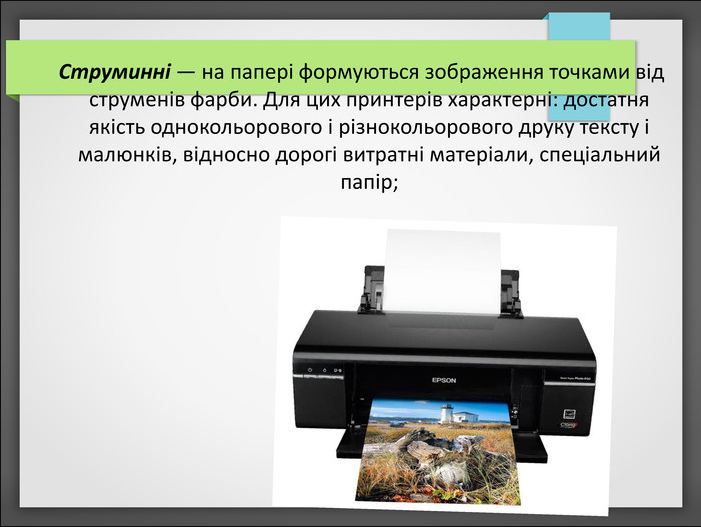 Струминні — на папері формуються зображення точками від
струменів фарби. Для цих принтерів характерні: достатня
якість однокольорового і різнокольорового друку тексту і
малюнків, відносно дорогі витратні матеріали, спеціальний
папір;
EPSON